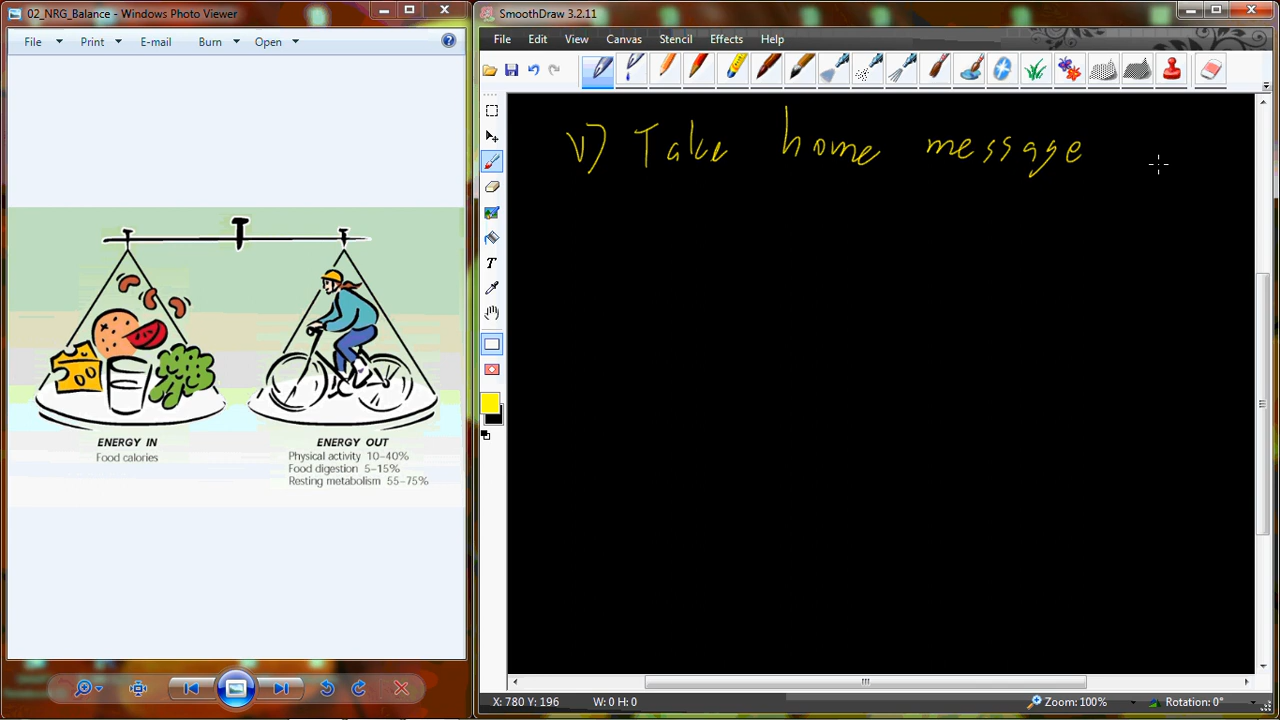 02_NRG_Balance - Windows Photo Viewer
File Print E-mail Burn Open
ENERGY IN
Food calories
ENERGY OUT
Physical activity 10–40%
Food digestion 5–15%
Resting metabolism 55–75%
SmoothDraw 3.2.11
File Edit View Canvas Stencil Effects Help
V) Take home message
X: 780 Y: 196 W: 0 H: 0 Zoom: 100% Rotation: 0°